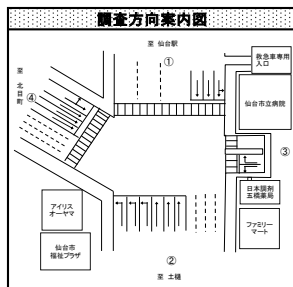 調査方向案内図
至 仙台駅
①
救急車専用
入口
至
北目町
④
仙台市立病院
③
日本調剤
五橋薬局
アイリス
オーヤマ
ファミリー
マート
仙台市
福祉プラザ
②
至 土樋